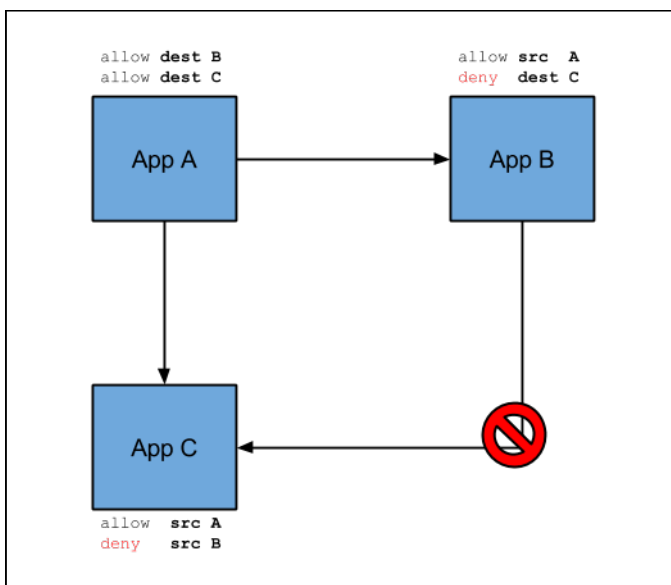 allow dest B
allow dest C
allow src A
deny dest C
App A
App B
App C
allow src A
deny src B